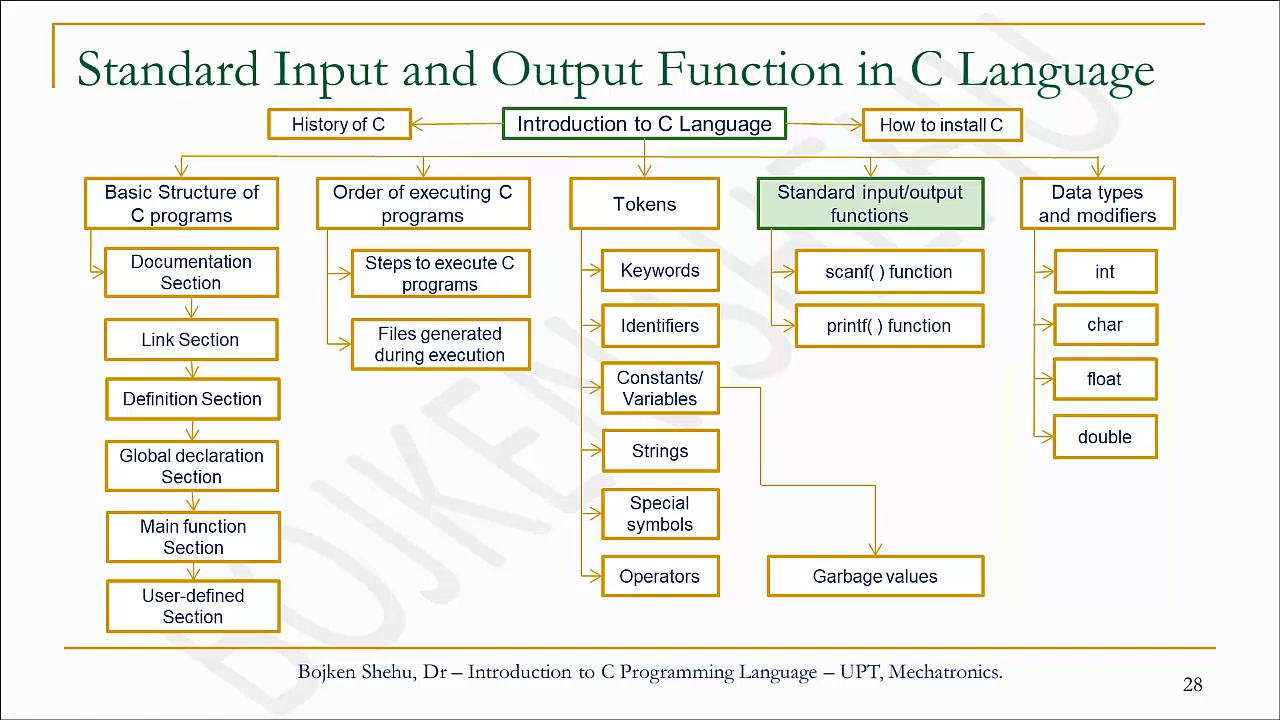 Standard Input and Output Function in C Language
History of C
Introduction to C Language
How to install C
Basic Structure of
C programs
Order of executing C
programs
Tokens
Standard input/output
functions
Data types
and modifiers
Documentation
Section
Link Section
Definition Section
Global declaration
Section
Main function
Section
User-defined
Section
Steps to execute C
programs
Files generated
during execution
Keywords
Identifiers
Constants/
Variables
Strings
Special
symbols
Operators
scanf( ) function
printf( ) function
Garbage values
int
char
float
double
Bojken Shehu, Dr – Introduction to C Programming Language – UPT, Mechatronics.
28
BOJKEN SHEHU